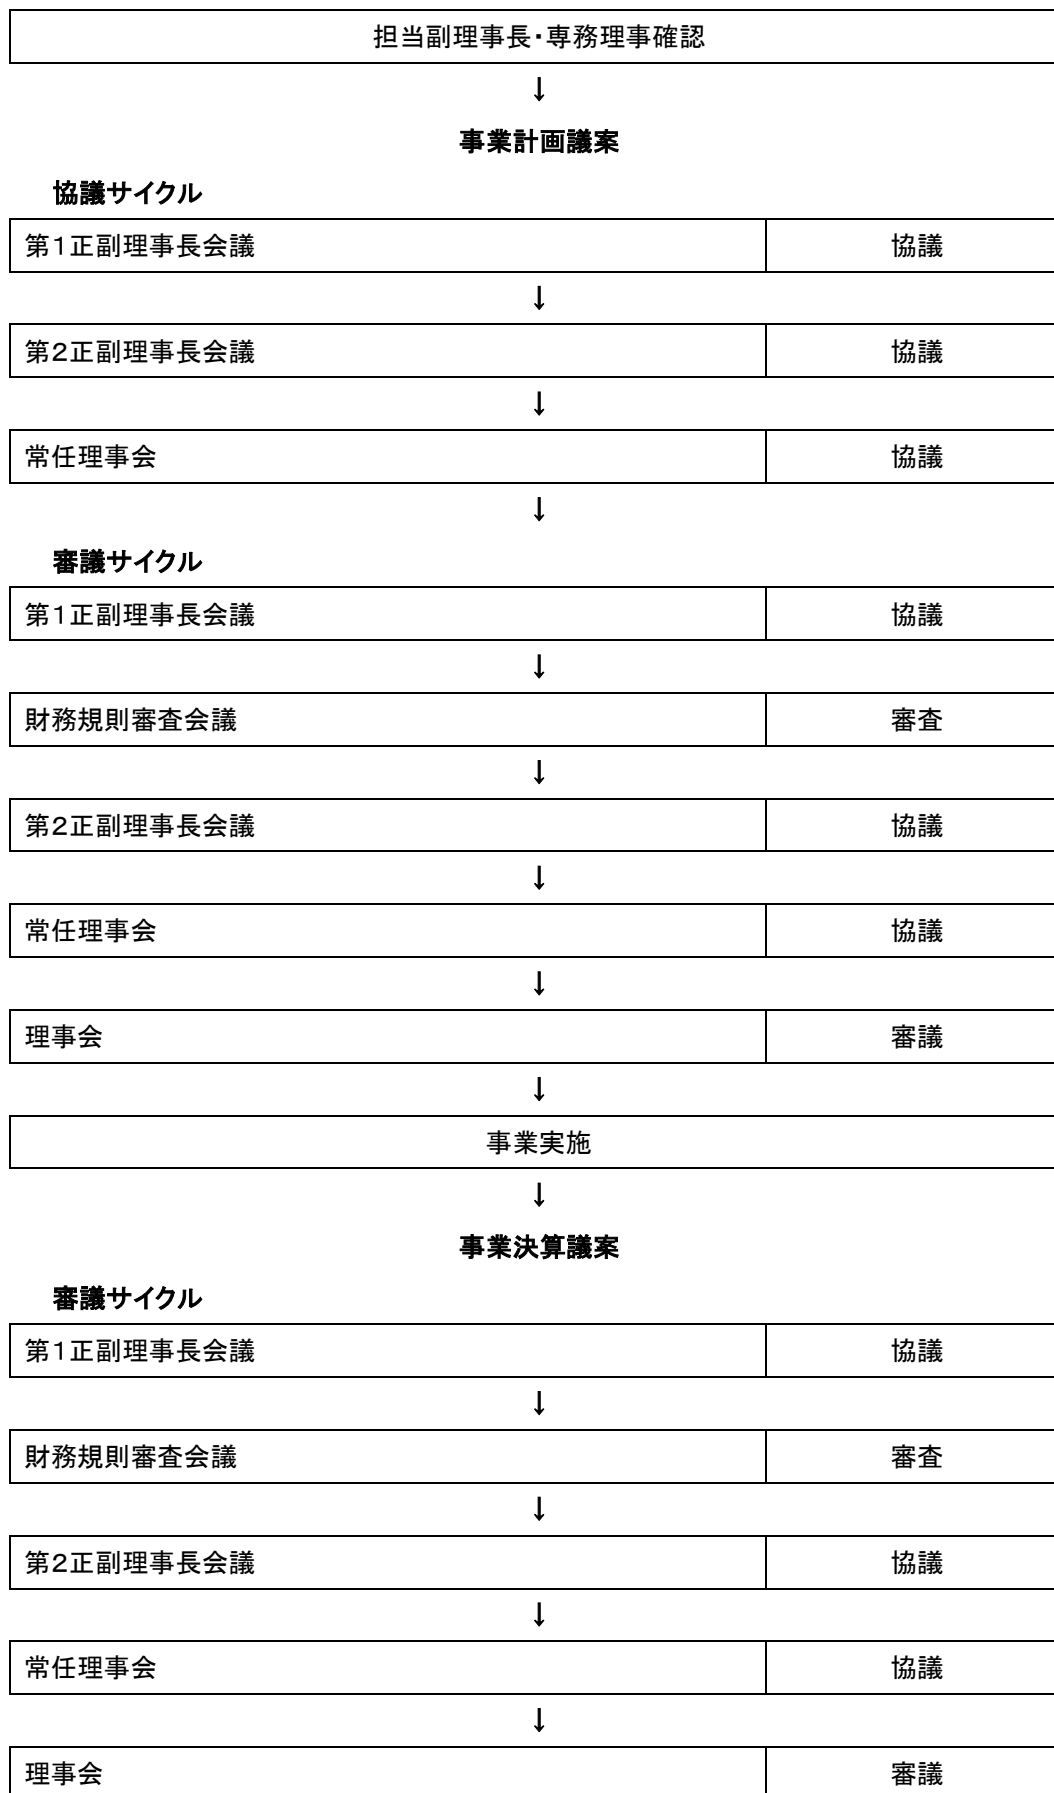 担当副理事長・専務理事確認
↓
事業計画議案
協議サイクル
第1正副理事長会議 協議
↓
第2正副理事長会議 協議
↓
常任理事会 協議
↓
審議サイクル
第1正副理事長会議 協議
↓
財務規則審査会議 審査
↓
第2正副理事長会議 協議
↓
常任理事会 協議
↓
理事会 審議
↓
事業実施
↓
事業決算議案
審議サイクル
第1正副理事長会議 協議
↓
財務規則審査会議 審査
↓
第2正副理事長会議 協議
↓
常任理事会 協議
↓
理事会 審議